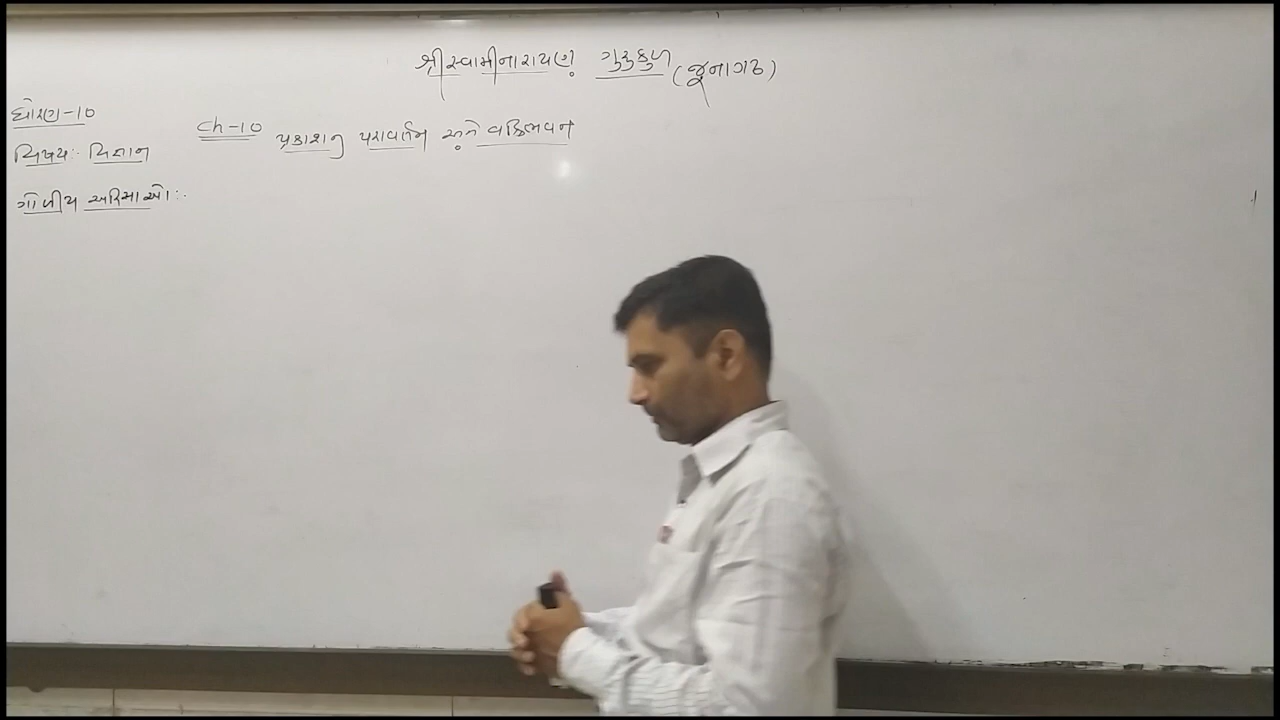 શ્રી સ્વામીનારાયણ ગુરુકુળ (જૂનાગઢ)
ધોરણ-10
Ch-10 પ્રકાશનું પરાવર્તન અને વક્રિભવન
વિષય:- વિજ્ઞાન
ગોળીય અરિસાઓ:-